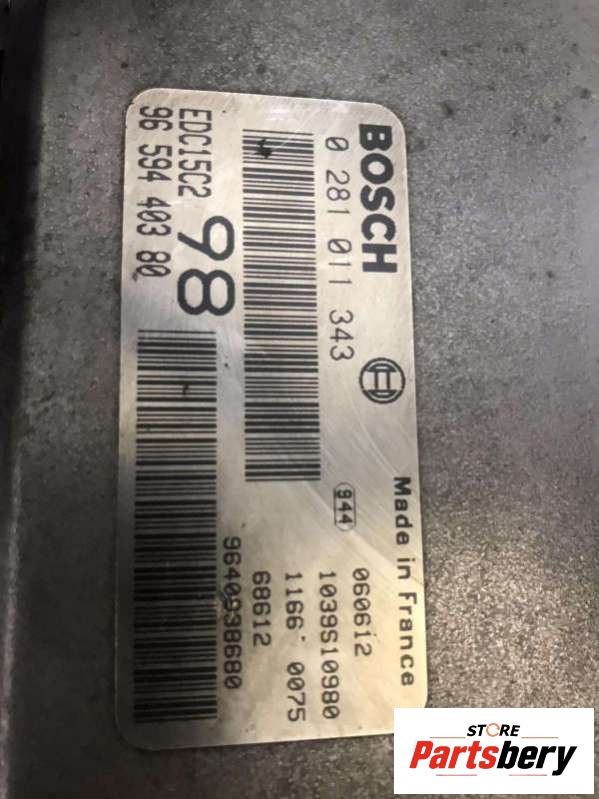 BOSCH
0 281 011 343
EDC15C2 98
96 594 403 80
Made in France
944
060612
1039S10980
1166 0075
68612
9640938680
STORE
Partsbery